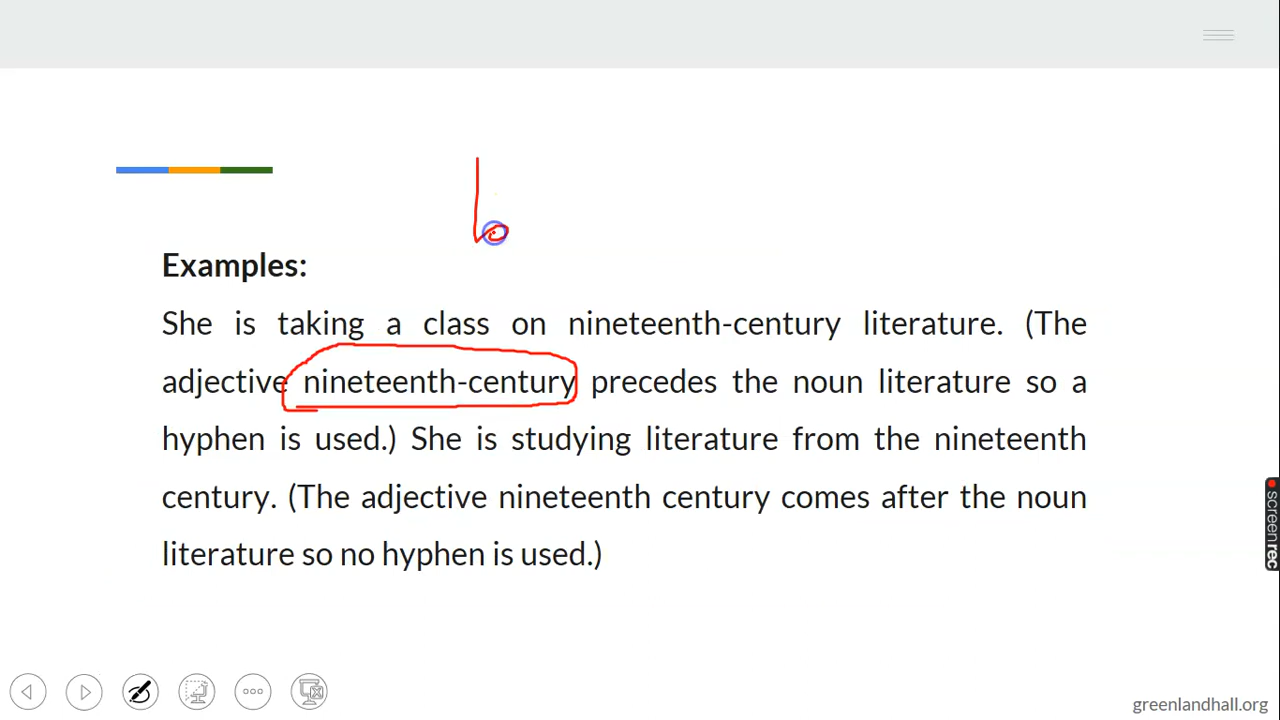 Examples:
She is taking a class on nineteenth-century literature. (The
adjective nineteenth-century precedes the noun literature so a
hyphen is used.) She is studying literature from the nineteenth
century. (The adjective nineteenth century comes after the noun
literature so no hyphen is used.)
screenrec
greenlandhall.org